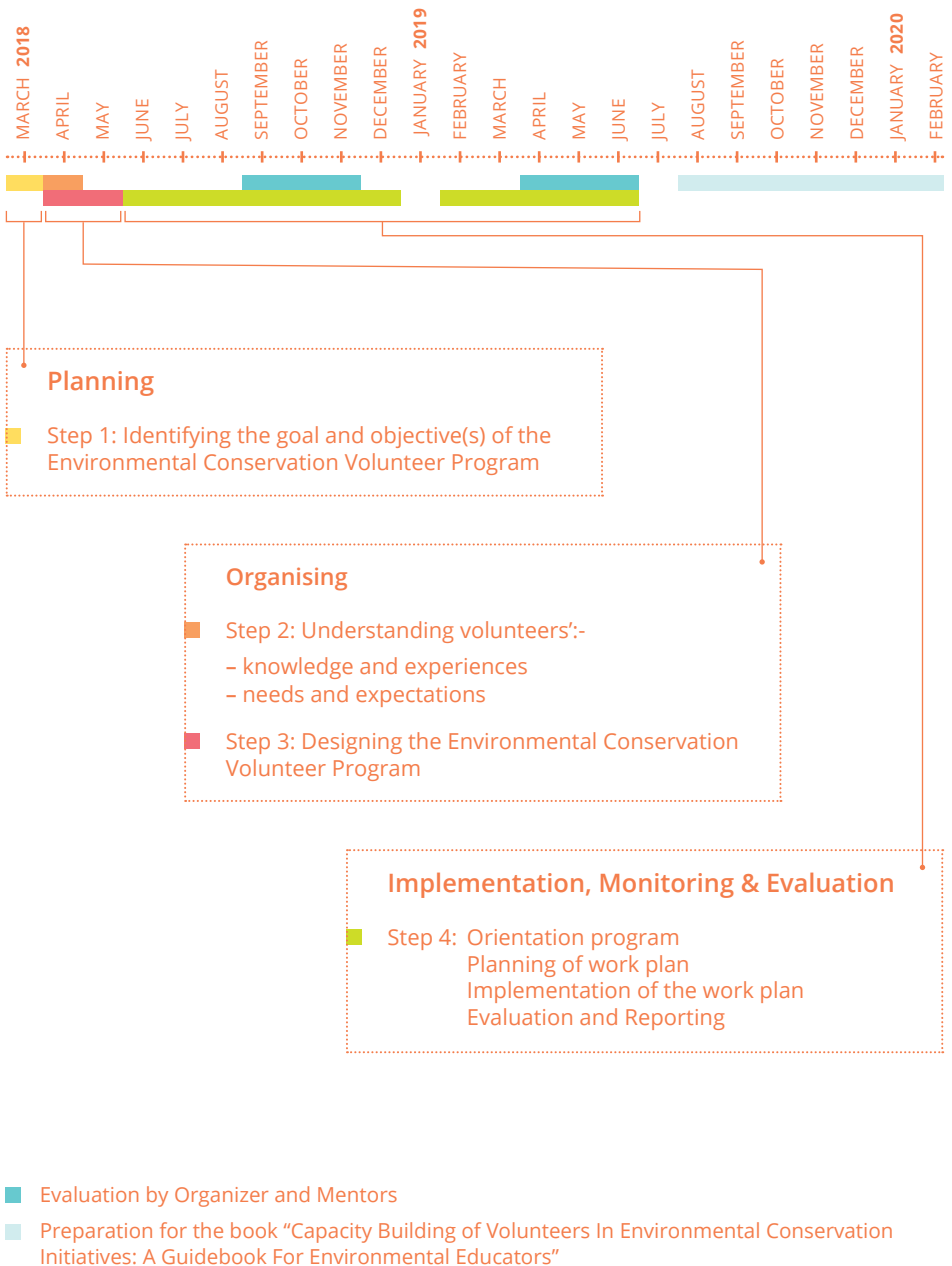 MARCH 2018
APRIL
MAY
JUNE
JULY
AUGUST
SEPTEMBER
OCTOBER
NOVEMBER
DECEMBER
JANUARY 2019
FEBRUARY
MARCH
APRIL
MAY
JUNE
JULY
AUGUST
SEPTEMBER
OCTOBER
NOVEMBER
DECEMBER
JANUARY 2020
FEBRUARY
Planning
Step 1: Identifying the goal and objective(s) of the
Environmental Conservation Volunteer Program
Organising
Step 2: Understanding volunteers’:-
– knowledge and experiences
– needs and expectations
Step 3: Designing the Environmental Conservation
Volunteer Program
Implementation, Monitoring & Evaluation
Step 4: Orientation program
Planning of work plan
Implementation of the work plan
Evaluation and Reporting
Evaluation by Organizer and Mentors
Preparation for the book “Capacity Building of Volunteers In Environmental Conservation
Initiatives: A Guidebook For Environmental Educators”